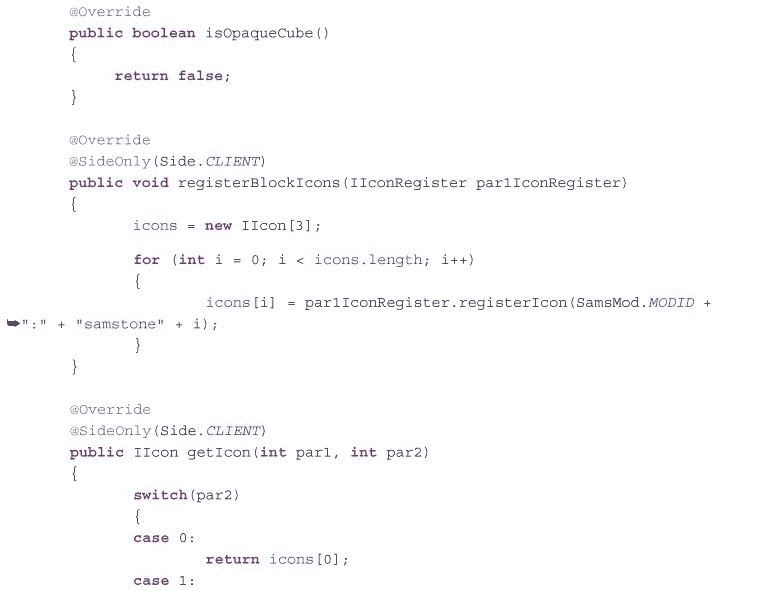 @Override
public boolean isOpaqueCube()
{
return false;
}
@Override
@SideOnly(Side.CLIENT)
public void registerBlockIcons(IIconRegister par1IconRegister)
{
icons = new IIcon[3];
for (int i = 0; i < icons.length; i++)
{
icons[i] = par1IconRegister.registerIcon(SamsMod.MODID +
➥":" + "samstone" + i);
}
}
@Override
@SideOnly(Side.CLIENT)
public IIcon getIcon(int par1, int par2)
{
switch(par2)
{
case 0:
return icons[0];
case 1: